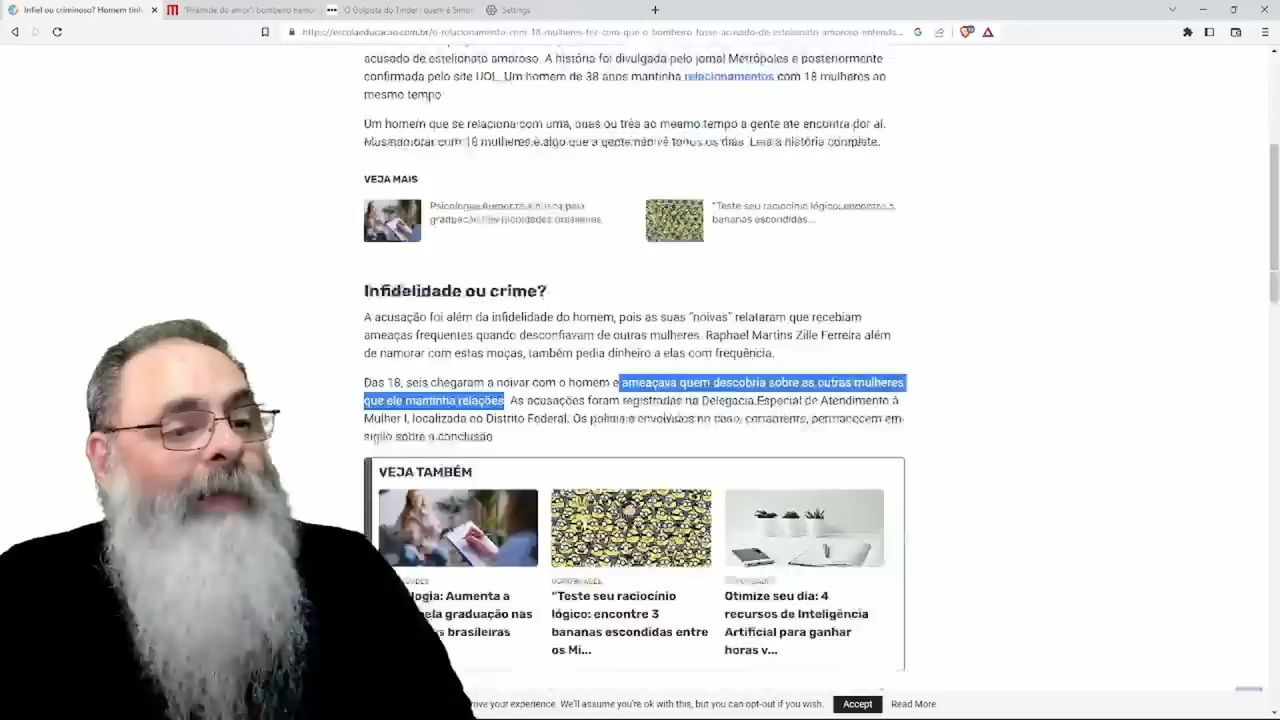 Infiel ou criminoso? Homem tinh
"Pirâmide do amor": bombeiro namor
"O Golpista do Tinder": quem é Simon
Settings
https://escolaeducacao.com.br/o-relacionamento-com-18-mulheres-fez-com-que-o-bombeiro-fosse-acusado-de-estelionato-amoroso-entenda...
acusado de estelionato amoroso. A história foi divulgada pelo jornal Metrópoles e posteriormente
confirmada pelo site UOL. Um homem de 38 anos mantinha relacionamentos com 18 mulheres ao
mesmo tempo
Um homem que se relaciona com uma, duas ou três ao mesmo tempo a gente até encontra por aí.
com 18 mulheres é algo que a gente não vê todos os dias. Leia a história completa.
VEJA MAIS
Psicologia: Aumenta a busca pela
graduação nas faculdades brasileiras
"Teste seu raciocínio lógico: encontre 3
bananas escondidas...
Infidelidade ou crime?
A acusação foi além da infidelidade do homem, pois as suas "noivas" relataram que recebiam
ameaças frequentes quando desconfiavam de outras mulheres. Raphael Martins Zille Ferreira além
de namorar com estas moças, também pedia dinheiro a elas com frequência.
Das 18, seis chegaram a noivar com o homem e ameaçava quem descobria sobre as outras mulheres
que ele mantinha relações. As acusações foram registradas na Delegacia Especial de Atendimento à
Mulher I, localizada no Distrito Federal. Os policiais envolvidos no caso, contamento, permanecem em
sigilo sobre a conclusão
VEJA TAMBÉM
logia: Aumenta a
ela graduação nas
brasileiras
"Teste seu raciocínio
lógico: encontre 3
bananas escondidas entre
os Mi...
Otimize seu dia: 4
recursos de Inteligência
Artificial para ganhar
horas v...
rove your experience. We'll assume you're ok with this, but you can opt-out if you wish.
Accept
Read More